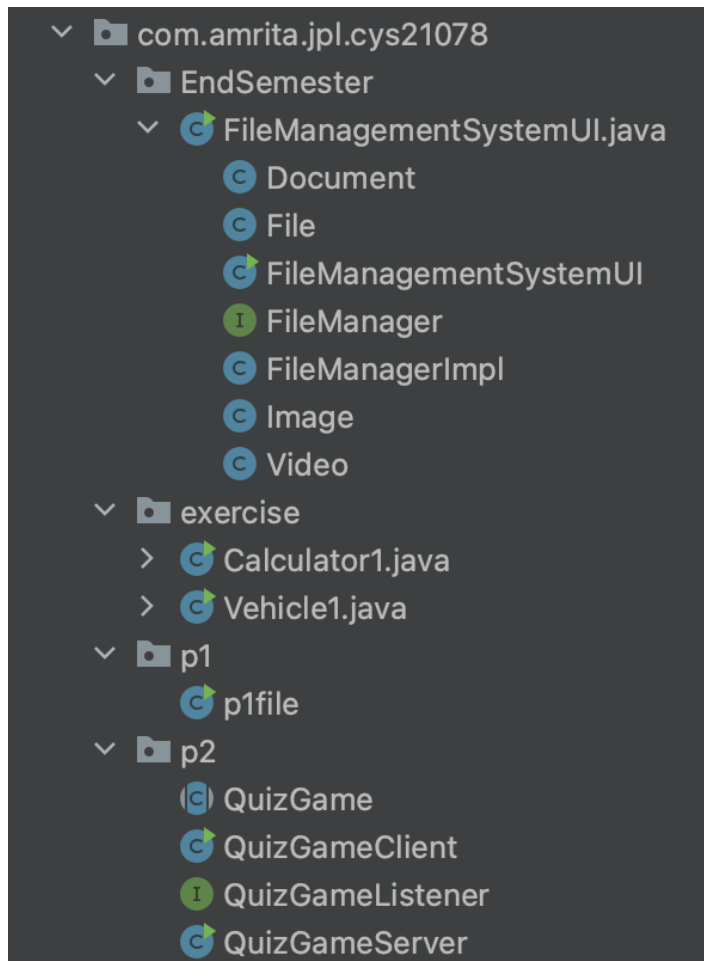 com.amrita.jpl.cys21078
EndSemester
FileManagementSystemUI.java
Document
File
FileManagementSystemUI
FileManager
FileManagerImpl
Image
Video
exercise
Calculator1.java
Vehicle1.java
p1
p1file
p2
QuizGame
QuizGameClient
QuizGameListener
QuizGameServer